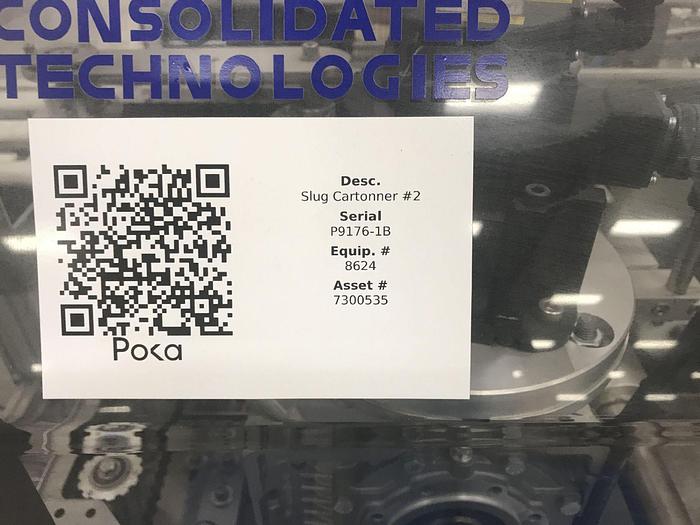 CONSOLIDATED
TECHNOLOGIES
Desc.
Slug Cartonner #2
Serial
P9176-1B
Equip. #
8624
Asset #
7300535
Poka